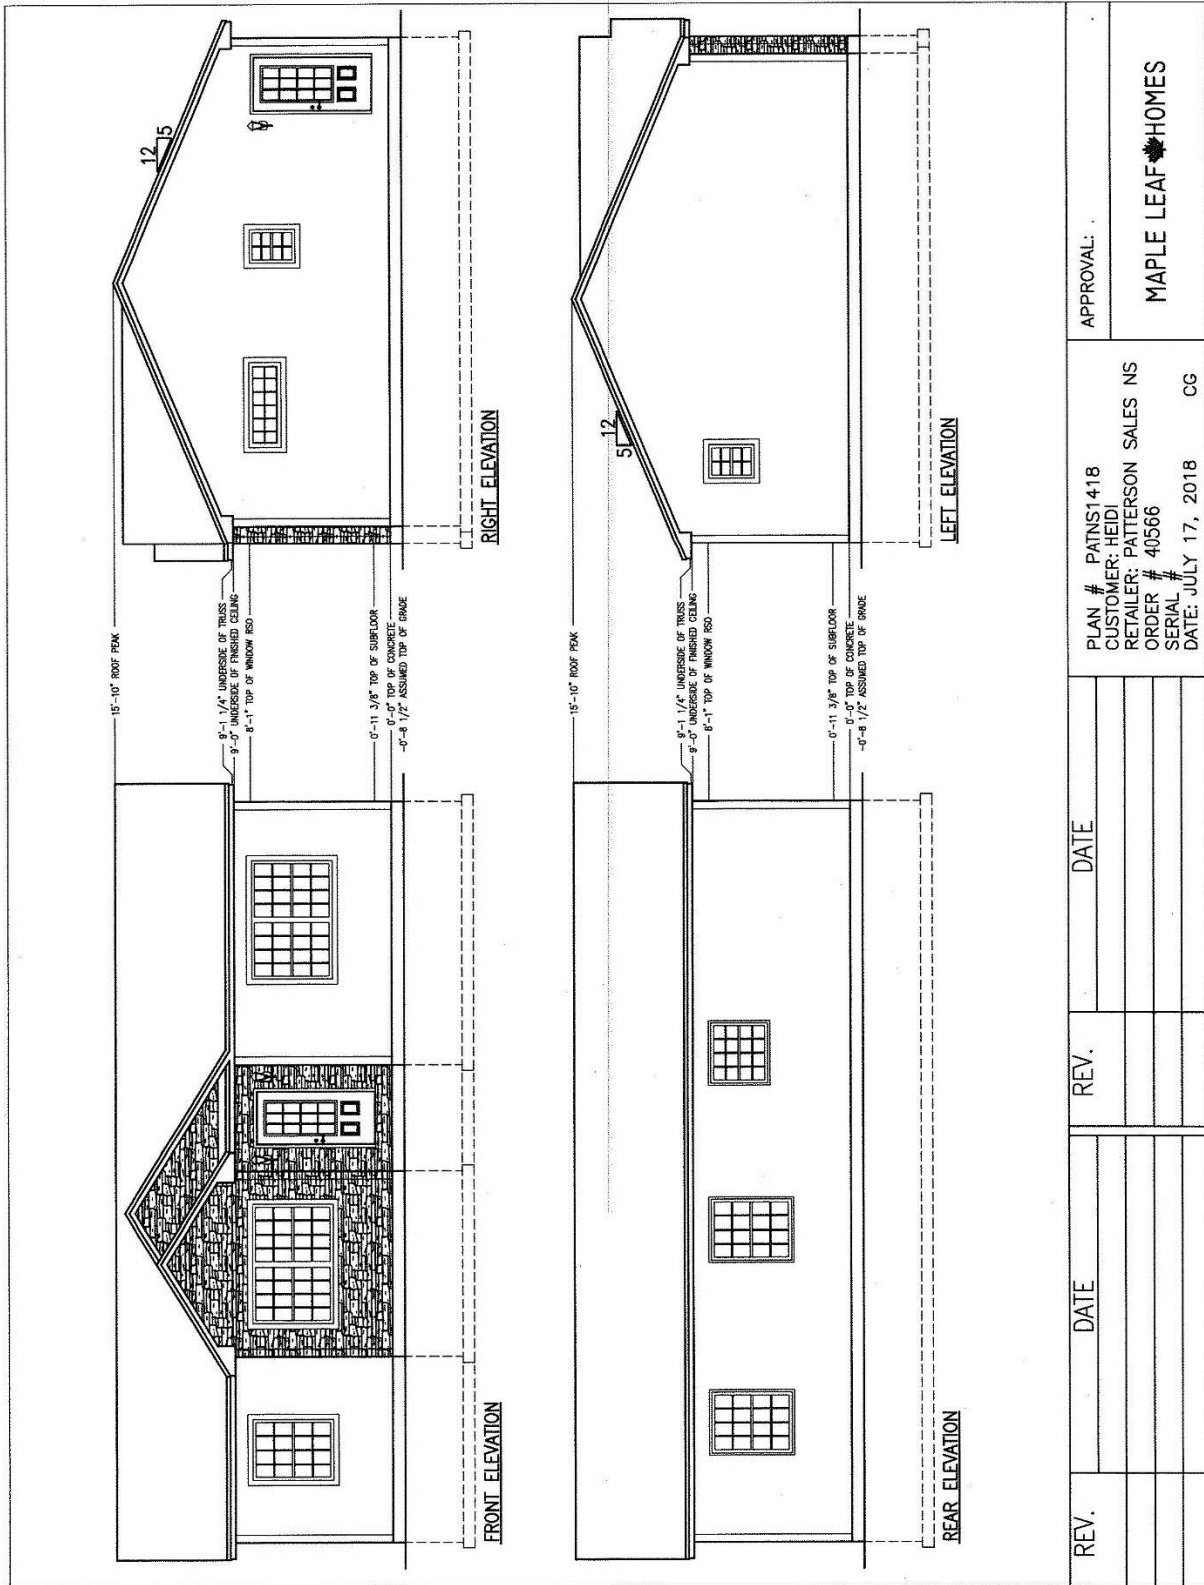 15'-10" ROOF PEAK
9'-1 1/4" UNDERSIDE OF TRUSS
9'-0" UNDERSIDE OF FINISHED CEILING
8'-1" TOP OF WINDOW RSO
0'-11 3/8" TOP OF SUBFLOOR
0'-0" TOP OF CONCRETE
-0'-8 1/2" ASSUMED TOP OF GRADE
12
5
FRONT ELEVATION
RIGHT ELEVATION
15'-10" ROOF PEAK
9'-1 1/4" UNDERSIDE OF TRUSS
9'-0" UNDERSIDE OF FINISHED CEILING
8'-1" TOP OF WINDOW RSO
0'-11 3/8" TOP OF SUBFLOOR
0'-0" TOP OF CONCRETE
-0'-8 1/2" ASSUMED TOP OF GRADE
12
5
REAR ELEVATION
LEFT ELEVATION
REV.
DATE
REV.
DATE
PLAN # PATNS1418
CUSTOMER: HEIDI
RETAILER: PATTERSON SALES NS
ORDER # 40566
SERIAL #
DATE: JULY 17, 2018 CG
APPROVAL: .
MAPLE LEAF HOMES